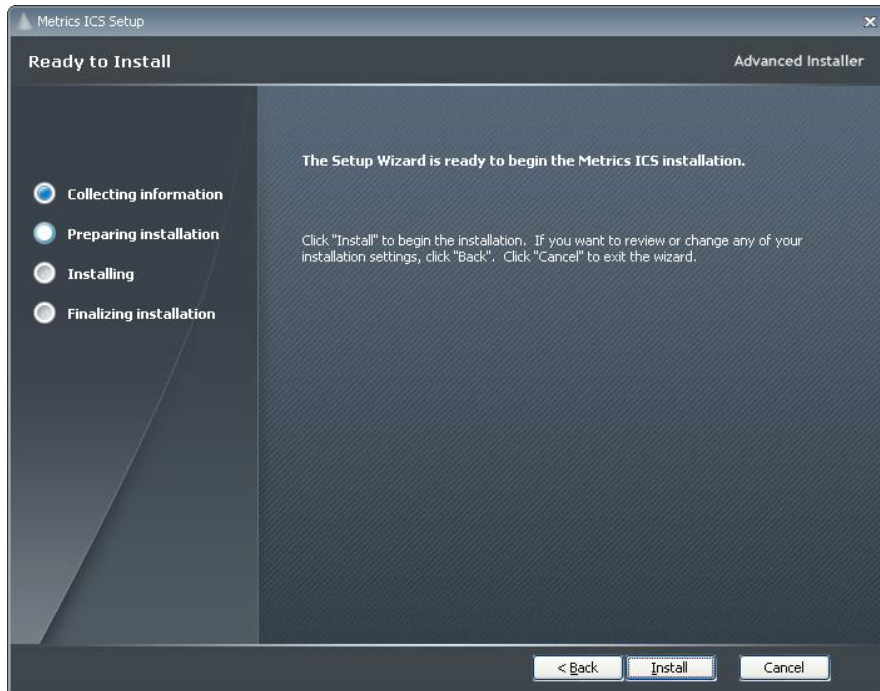 Metrics ICS Setup
Ready to Install
Advanced Installer
Collecting information
Preparing installation
Installing
Finalizing installation
The Setup Wizard is ready to begin the Metrics ICS installation.
Click "Install" to begin the installation. If you want to review or change any of your
installation settings, click "Back". Click "Cancel" to exit the wizard.
< Back
Install
Cancel